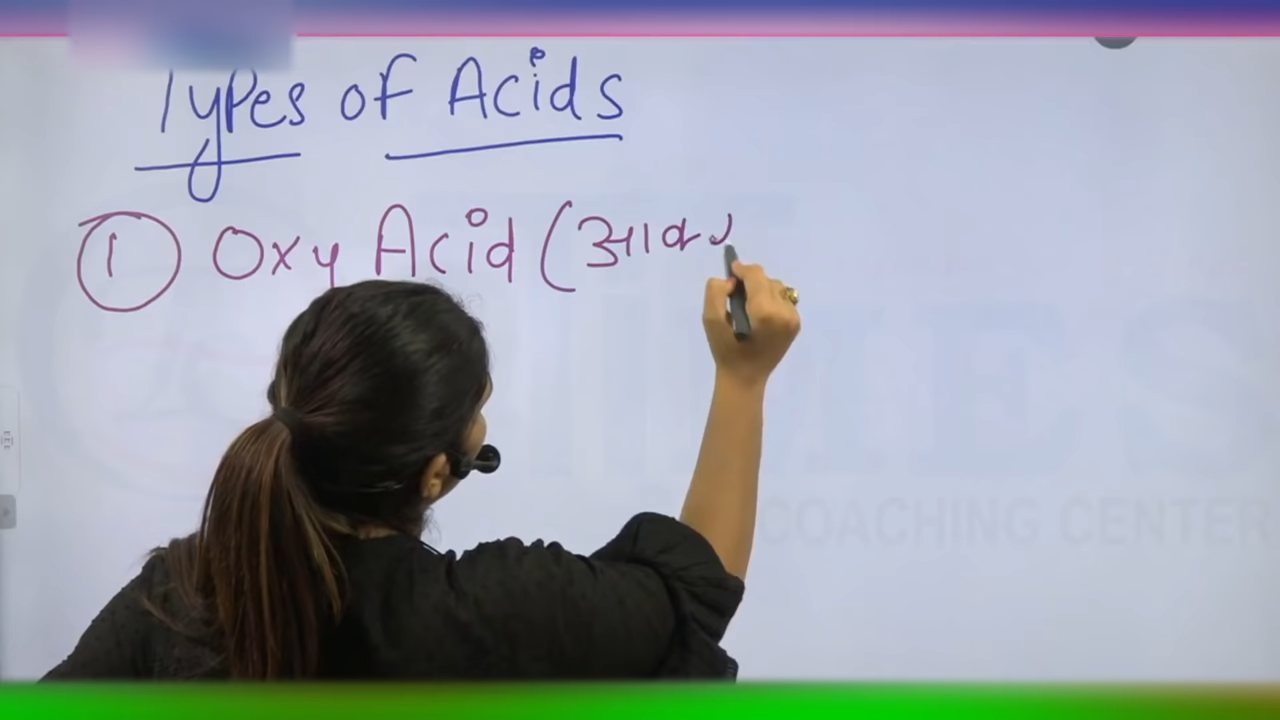 Types of Acids
① Oxy Acid (
COACHING CENTER